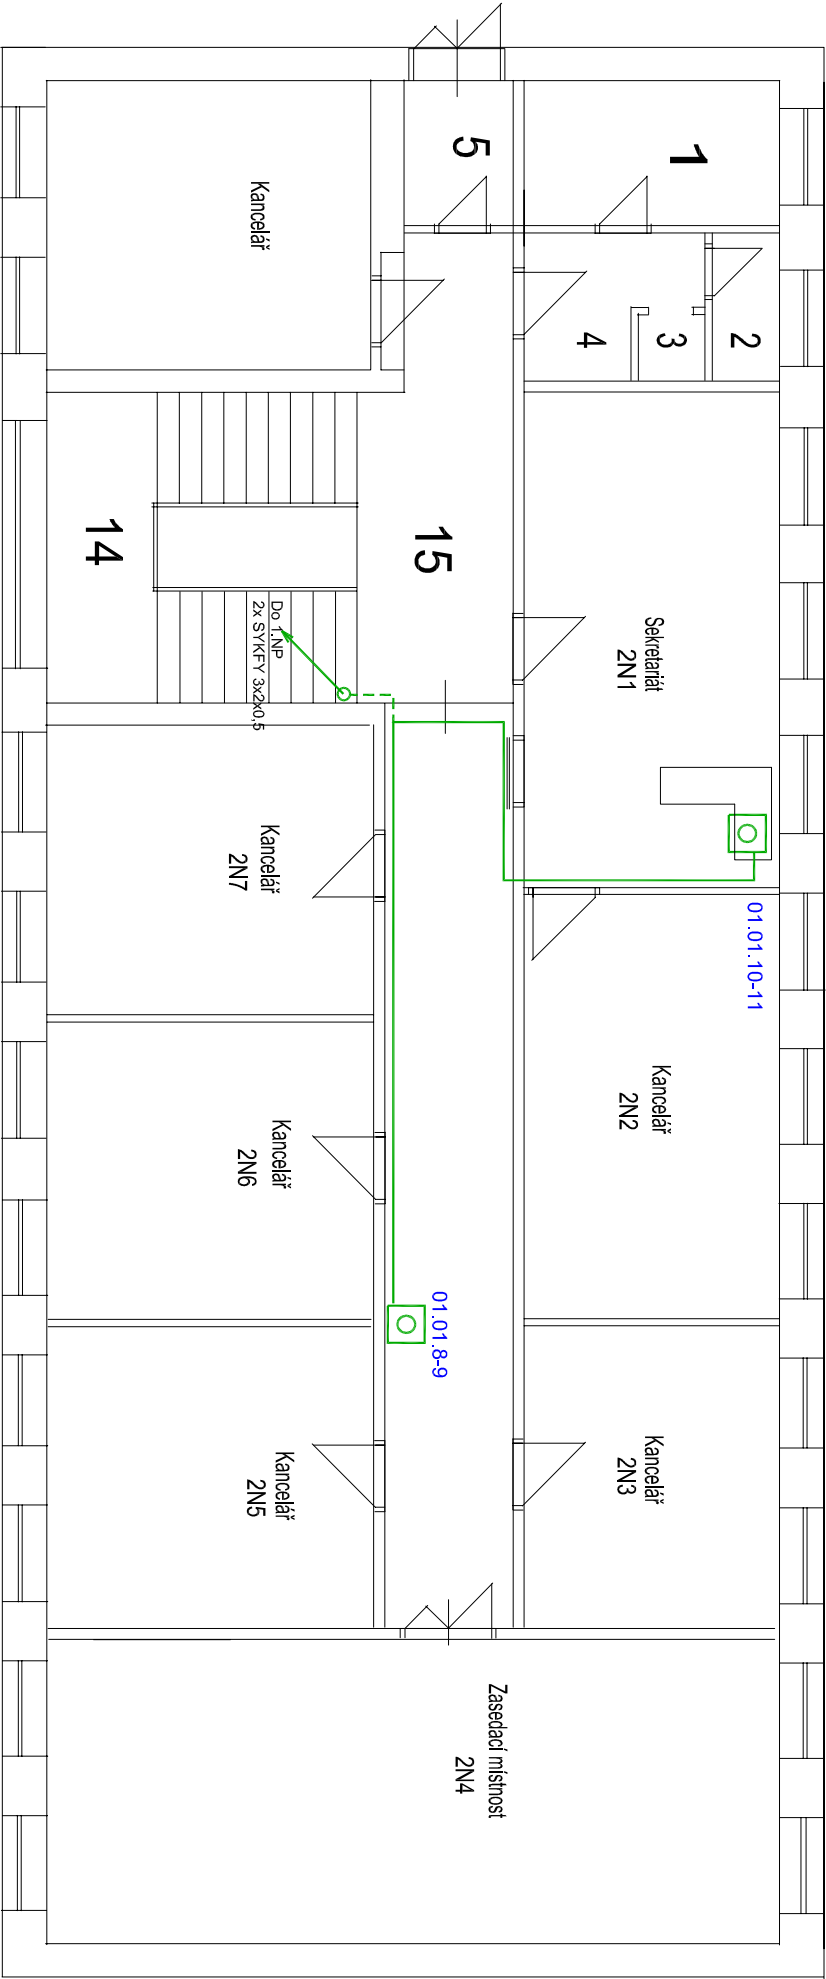 1
2
3
4
5
Kancelář
14
15
Do 1.NP
2x SYKFY 3x2x0,5
Sekretariát
2N1
01.01.10-11
Kancelář
2N2
Kancelář
2N3
Kancelář
2N7
Kancelář
2N6
Kancelář
2N5
01.01.8-9
Zasedací místnost
2N4